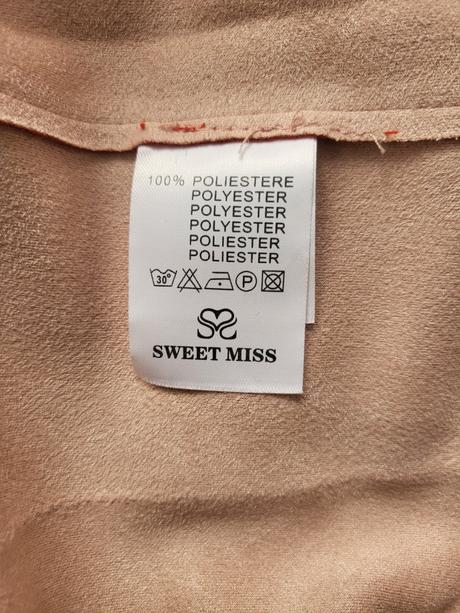 100% POLIESTERE
POLYESTER
POLYESTER
POLYESTER
POLIESTER
POLIESTER
30° P
SWEET MISS